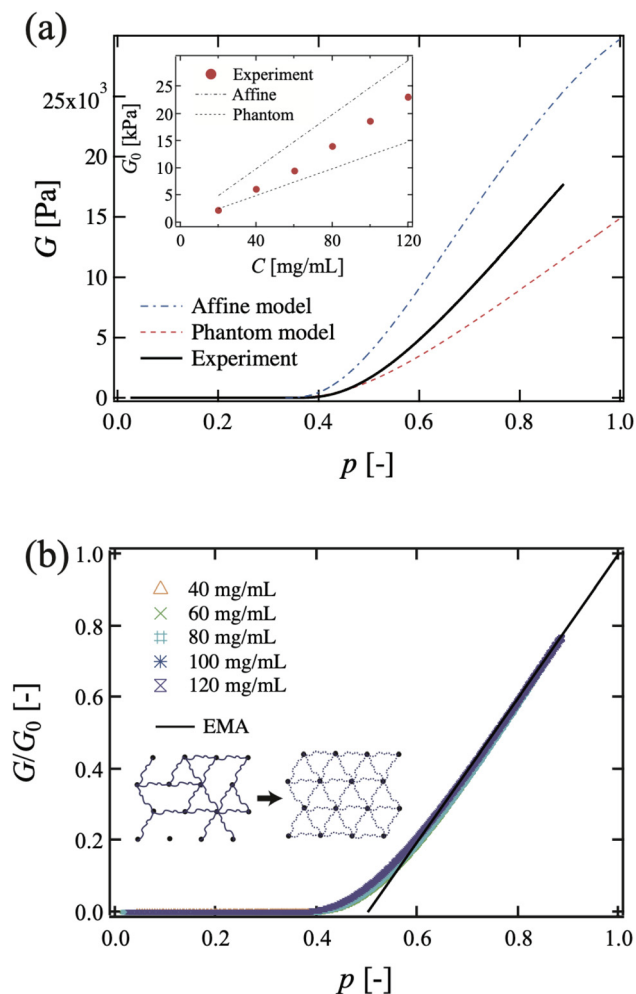 (a)
25x10³
20
15
10
5
0
G [Pa]
0.0 0.2 0.4 0.6 0.8 1.0
p [-]
25
20
15
10
5
0
G₀ [kPa]
0 40 80 120
C [mg/mL]
Experiment
Affine
Phantom
Affine model
Phantom model
Experiment
(b)
1.0
0.8
0.6
0.4
0.2
0.0
G/G₀ [-]
40 mg/mL
60 mg/mL
80 mg/mL
100 mg/mL
120 mg/mL
EMA
0.0 0.2 0.4 0.6 0.8 1.0
p [-]